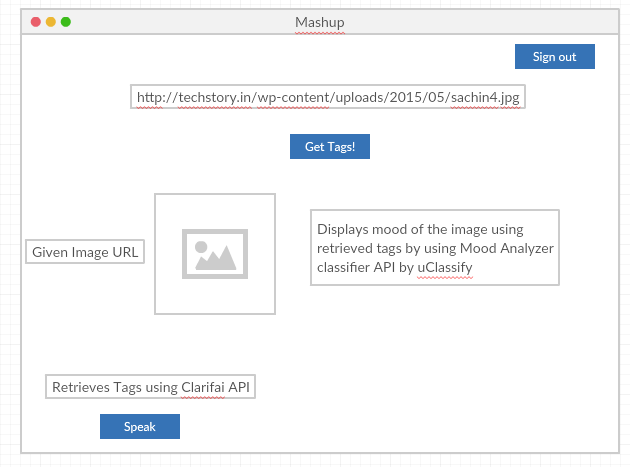 Mashup
Sign out
http://techstory.in/wp-content/uploads/2015/05/sachin4.jpg
Get Tags!
Given Image URL
Displays mood of the image using
retrieved tags by using Mood Analyzer
classifier API by uClassify
Retrieves Tags using Clarifai API
Speak